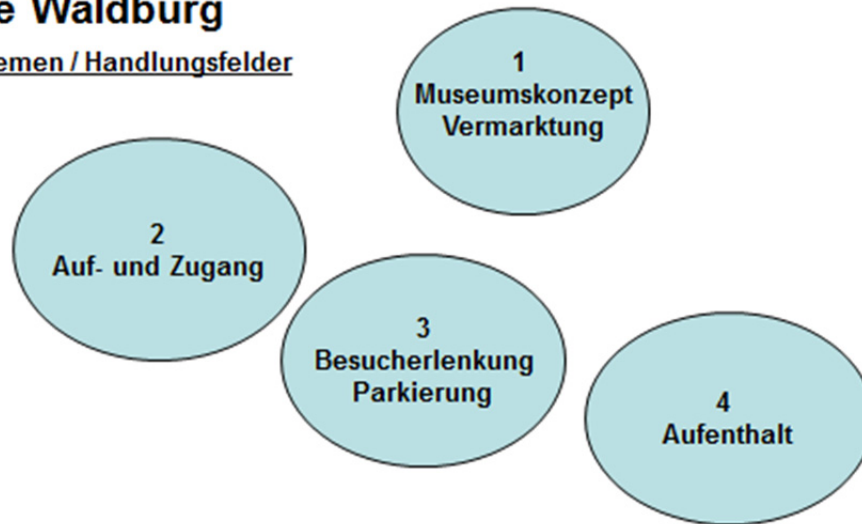 e Waldburg
emen / Handlungsfelder
1
Museumskonzept
Vermarktung
2
Auf- und Zugang
3
Besucherlenkung
Parkierung
4
Aufenthalt